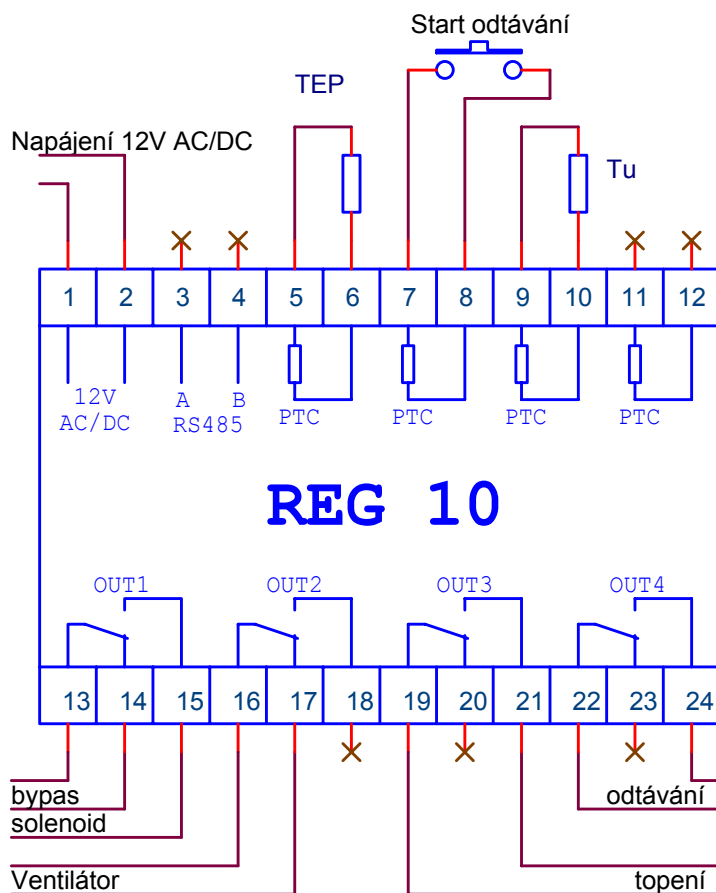 Start odtávání
TEP
Napájení 12V AC/DC
Tu
1 2 3 4 5 6 7 8 9 10 11 12
12V A B PTC PTC PTC PTC
AC/DC RS485
REG 10
OUT1 OUT2 OUT3 OUT4
13 14 15 16 17 18 19 20 21 22 23 24
bypas odtávání
solenoid
Ventilátor topení